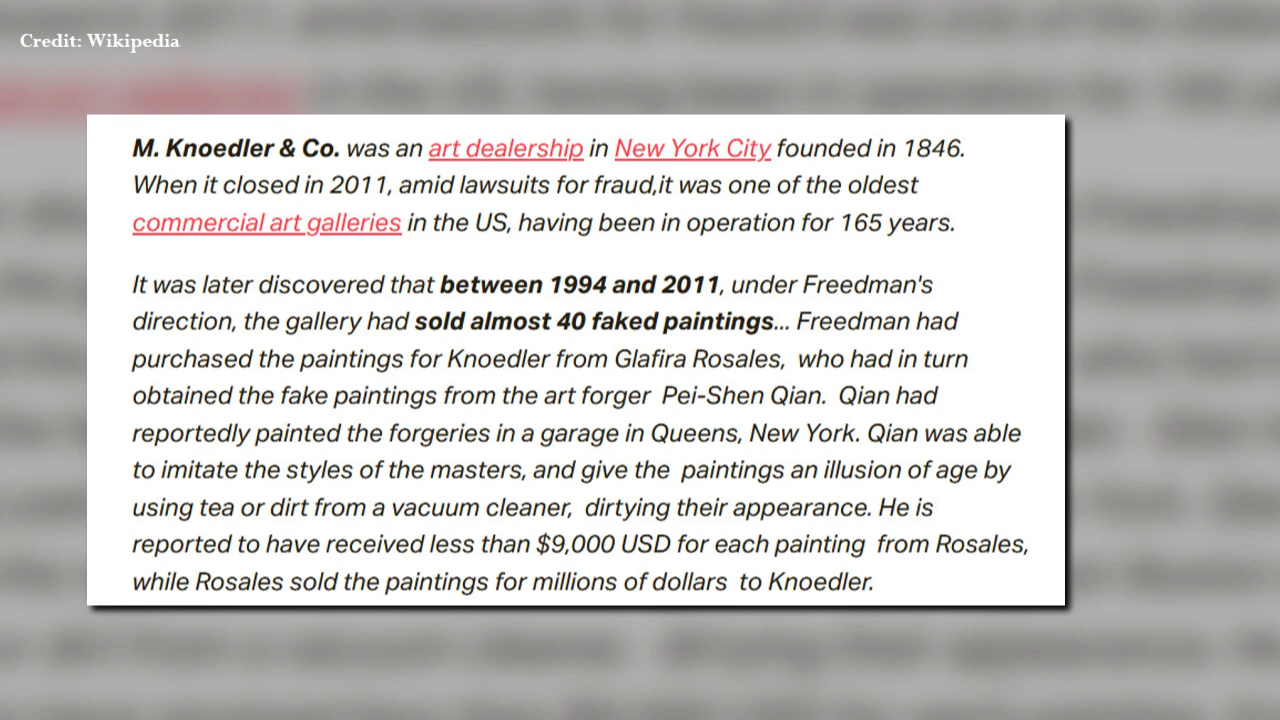 Credit: Wikipedia
M. Knoedler & Co. was an art dealership in New York City founded in 1846.
When it closed in 2011, amid lawsuits for fraud,it was one of the oldest
commercial art galleries in the US, having been in operation for 165 years.
It was later discovered that between 1994 and 2011, under Freedman's
direction, the gallery had sold almost 40 faked paintings... Freedman had
purchased the paintings for Knoedler from Glafira Rosales, who had in turn
obtained the fake paintings from the art forger Pei-Shen Qian. Qian had
reportedly painted the forgeries in a garage in Queens, New York. Qian was able
to imitate the styles of the masters, and give the paintings an illusion of age by
using tea or dirt from a vacuum cleaner, dirtying their appearance. He is
reported to have received less than $9,000 USD for each painting from Rosales,
while Rosales sold the paintings for millions of dollars to Knoedler.